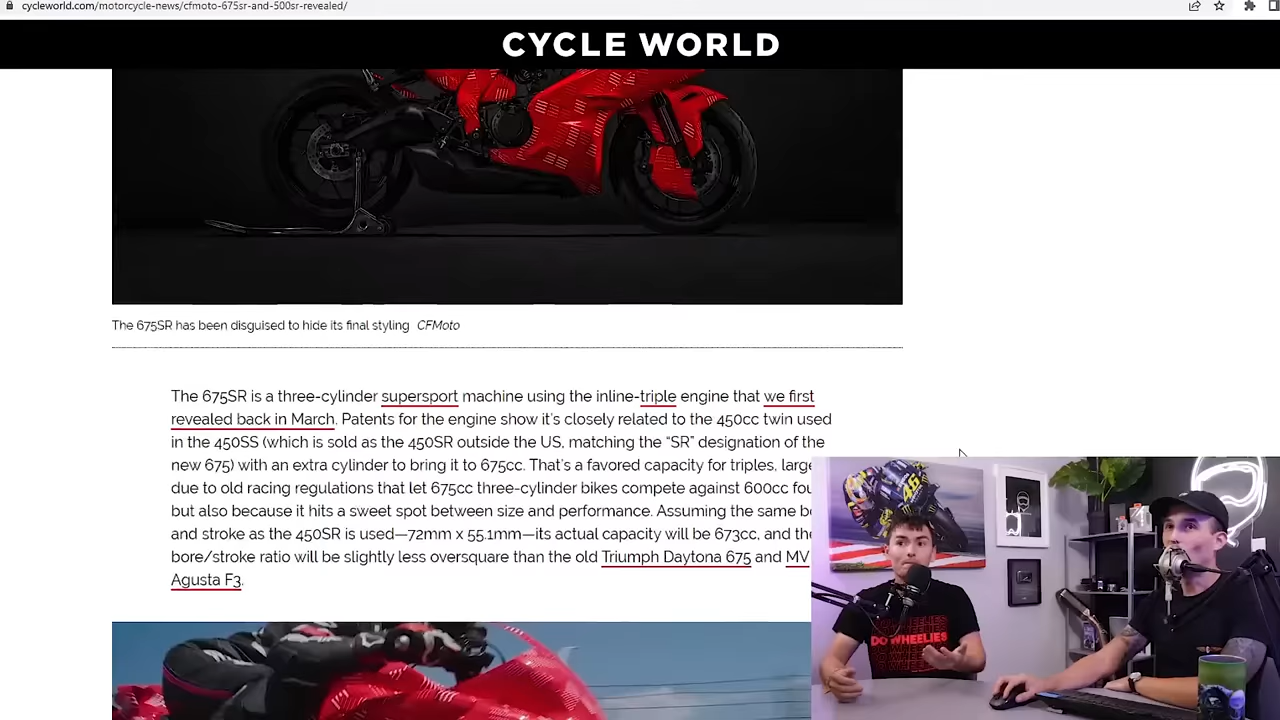 cycleworld.com/motorcycle-news/cfmoto-675sr-and-500sr-revealed/
CYCLE WORLD
The 675SR has been disguised to hide its final styling CFMoto
The 675SR is a three-cylinder supersport machine using the inline-triple engine that we first
revealed back in March. Patents for the engine show it's closely related to the 450cc twin used
in the 450SS (which is sold as the 450SR outside the US, matching the "SR" designation of the
new 675) with an extra cylinder to bring it to 675cc. That's a favored capacity for triples, large
due to old racing regulations that let 675cc three-cylinder bikes compete against 600cc fou
but also because it hits a sweet spot between size and performance. Assuming the same b
and stroke as the 450SR is used—72mm x 55.1mm—its actual capacity will be 673cc, and the
bore/stroke ratio will be slightly less oversquare than the old Triumph Daytona 675 and MV
Agusta F3.
46
DO WHEELIES